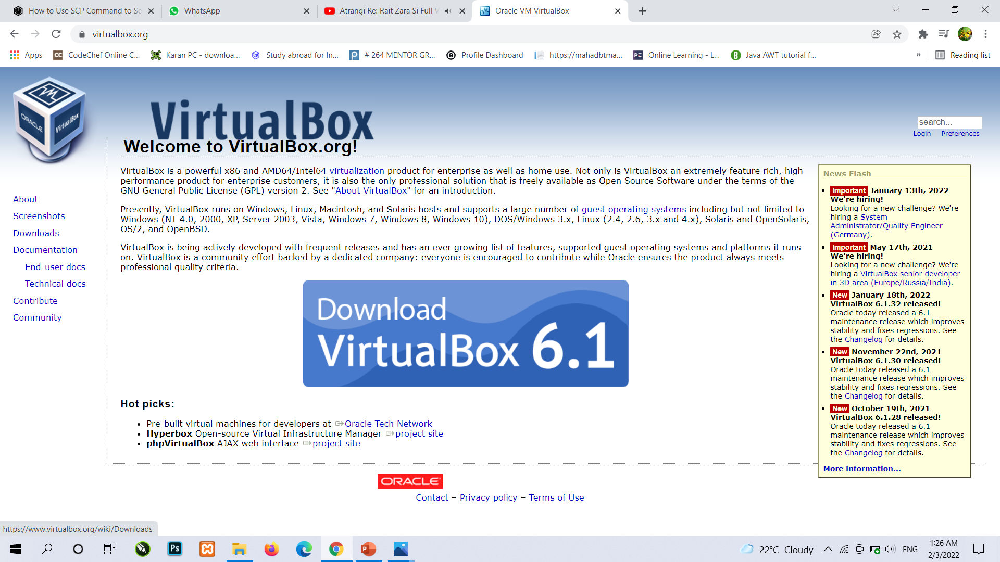 How to Use SCP Command to Se
WhatsApp
Atrangi Re: Rait Zara Si Full V
Oracle VM VirtualBox
virtualbox.org
Apps
CodeChef Online C...
Karan PC - downloa...
Study abroad for In...
# 264 MENTOR GR...
Profile Dashboard
https://mahadbtma...
Online Learning - L...
Java AWT tutorial f...
»
Reading list
ORACLE
VirtualBox
VirtualBox
search...
Login Preferences
Welcome to VirtualBox.org!
About
Screenshots
Downloads
Documentation
End-user docs
Technical docs
Contribute
Community
VirtualBox is a powerful x86 and AMD64/Intel64 virtualization product for enterprise as well as home use. Not only is VirtualBox an extremely feature rich, high
performance product for enterprise customers, it is also the only professional solution that is freely available as Open Source Software under the terms of the
GNU General Public License (GPL) version 2. See "About VirtualBox" for an introduction.
Presently, VirtualBox runs on Windows, Linux, Macintosh, and Solaris hosts and supports a large number of guest operating systems including but not limited to
Windows (NT 4.0, 2000, XP, Server 2003, Vista, Windows 7, Windows 8, Windows 10), DOS/Windows 3.x, Linux (2.4, 2.6, 3.x and 4.x), Solaris and OpenSolaris,
OS/2, and OpenBSD.
VirtualBox is being actively developed with frequent releases and has an ever growing list of features, supported guest operating systems and platforms it runs
on. VirtualBox is a community effort backed by a dedicated company: everyone is encouraged to contribute while Oracle ensures the product always meets
professional quality criteria.
Download
VirtualBox 6.1
Hot picks:
• Pre-built virtual machines for developers at Oracle Tech Network
• Hyperbox Open-source Virtual Infrastructure Manager project site
• phpVirtualBox AJAX web interface project site
News Flash
Important January 13th, 2022
We're hiring!
Looking for a new challenge? We're
hiring a System
Administrator/Quality Engineer
(Germany).
Important May 17th, 2021
We're hiring!
Looking for a new challenge? We're
hiring a VirtualBox senior developer
in 3D area (Europe/Russia/India).
New January 18th, 2022
VirtualBox 6.1.32 released!
Oracle today released a 6.1
maintenance release which improves
stability and fixes regressions. See
the Changelog for details.
New November 22nd, 2021
VirtualBox 6.1.30 released!
Oracle today released a 6.1
maintenance release which improves
stability and fixes regressions. See
the Changelog for details.
New October 19th, 2021
VirtualBox 6.1.28 released!
Oracle today released a 6.1
maintenance release which improves
stability and fixes regressions. See
the Changelog for details.
More information...
ORACLE
Contact – Privacy policy – Terms of Use
https://www.virtualbox.org/wiki/Downloads
Ps
22°C Cloudy
ENG
1:26 AM
2/3/2022